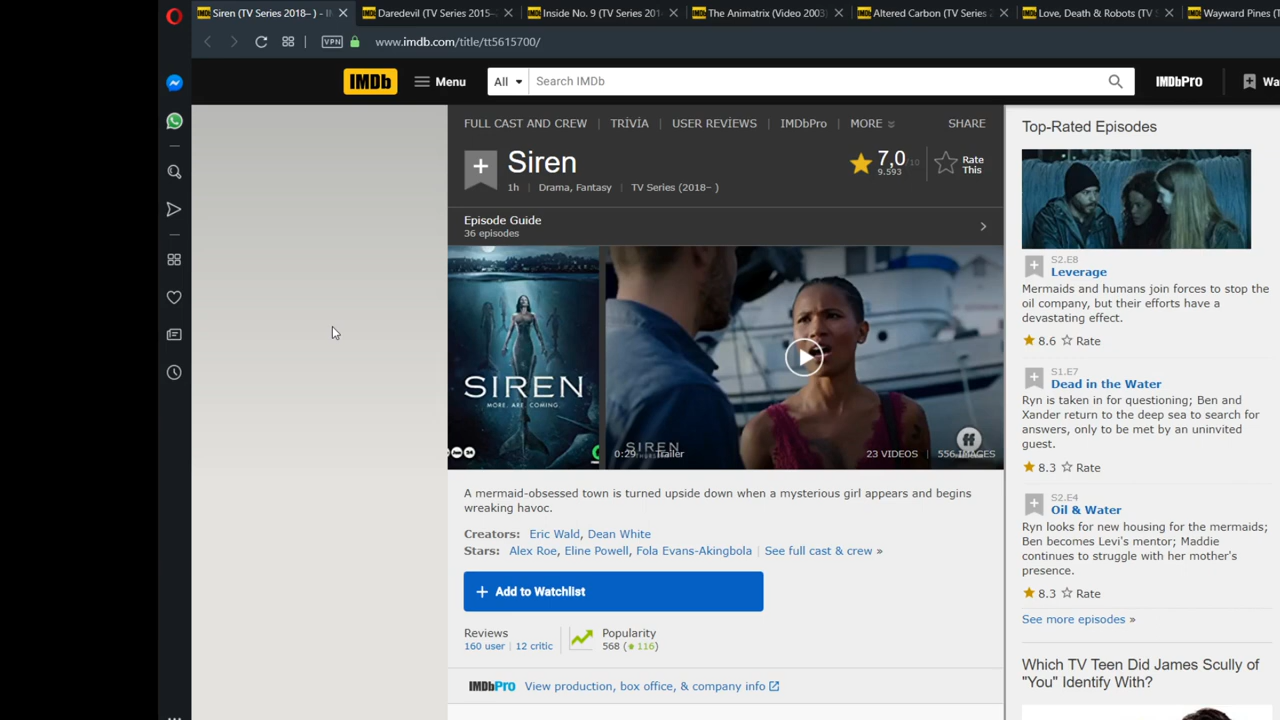 Siren (TV Series 2018– ) - I
Daredevil (TV Series 2015-
Inside No. 9 (TV Series 201
The Animatrix (Video 2003)
Altered Carbon (TV Series
Love, Death & Robots (TV S
Wayward Pines (T
VPN
www.imdb.com/title/tt5615700/
IMDb
Menu
All
Search IMDb
IMDbPro
Wa
FULL CAST AND CREW
TRİVİA
USER REVİEWS
IMDbPro
MORE
SHARE
Siren
7,0/10
9.593
Rate This
1h
Drama, Fantasy
TV Series (2018– )
Episode Guide
36 episodes
SIREN
MORE. ARE COMING.
SIREN
ff
0:29
Trailer
23 VIDEOS
556 IMAGES
A mermaid-obsessed town is turned upside down when a mysterious girl appears and begins
wreaking havoc.
Creators: Eric Wald, Dean White
Stars: Alex Roe, Eline Powell, Fola Evans-Akingbola | See full cast & crew »
+ Add to Watchlist
Reviews
160 user | 12 critic
Popularity
568 (116)
IMDbPro View production, box office, & company info
Top-Rated Episodes
S2.E8
Leverage
Mermaids and humans join forces to stop the
oil company, but their efforts have a
devastating effect.
8.6 Rate
S1.E7
Dead in the Water
Ryn is taken in for questioning; Ben and
Xander return to the deep sea to search for
answers, only to be met by an uninvited
guest.
8.3 Rate
S2.E4
Oil & Water
Ryn looks for new housing for the mermaids;
Ben becomes Levi's mentor; Maddie
continues to struggle with her mother's
presence.
8.3 Rate
See more episodes »
Which TV Teen Did James Scully of
"You" Identify With?